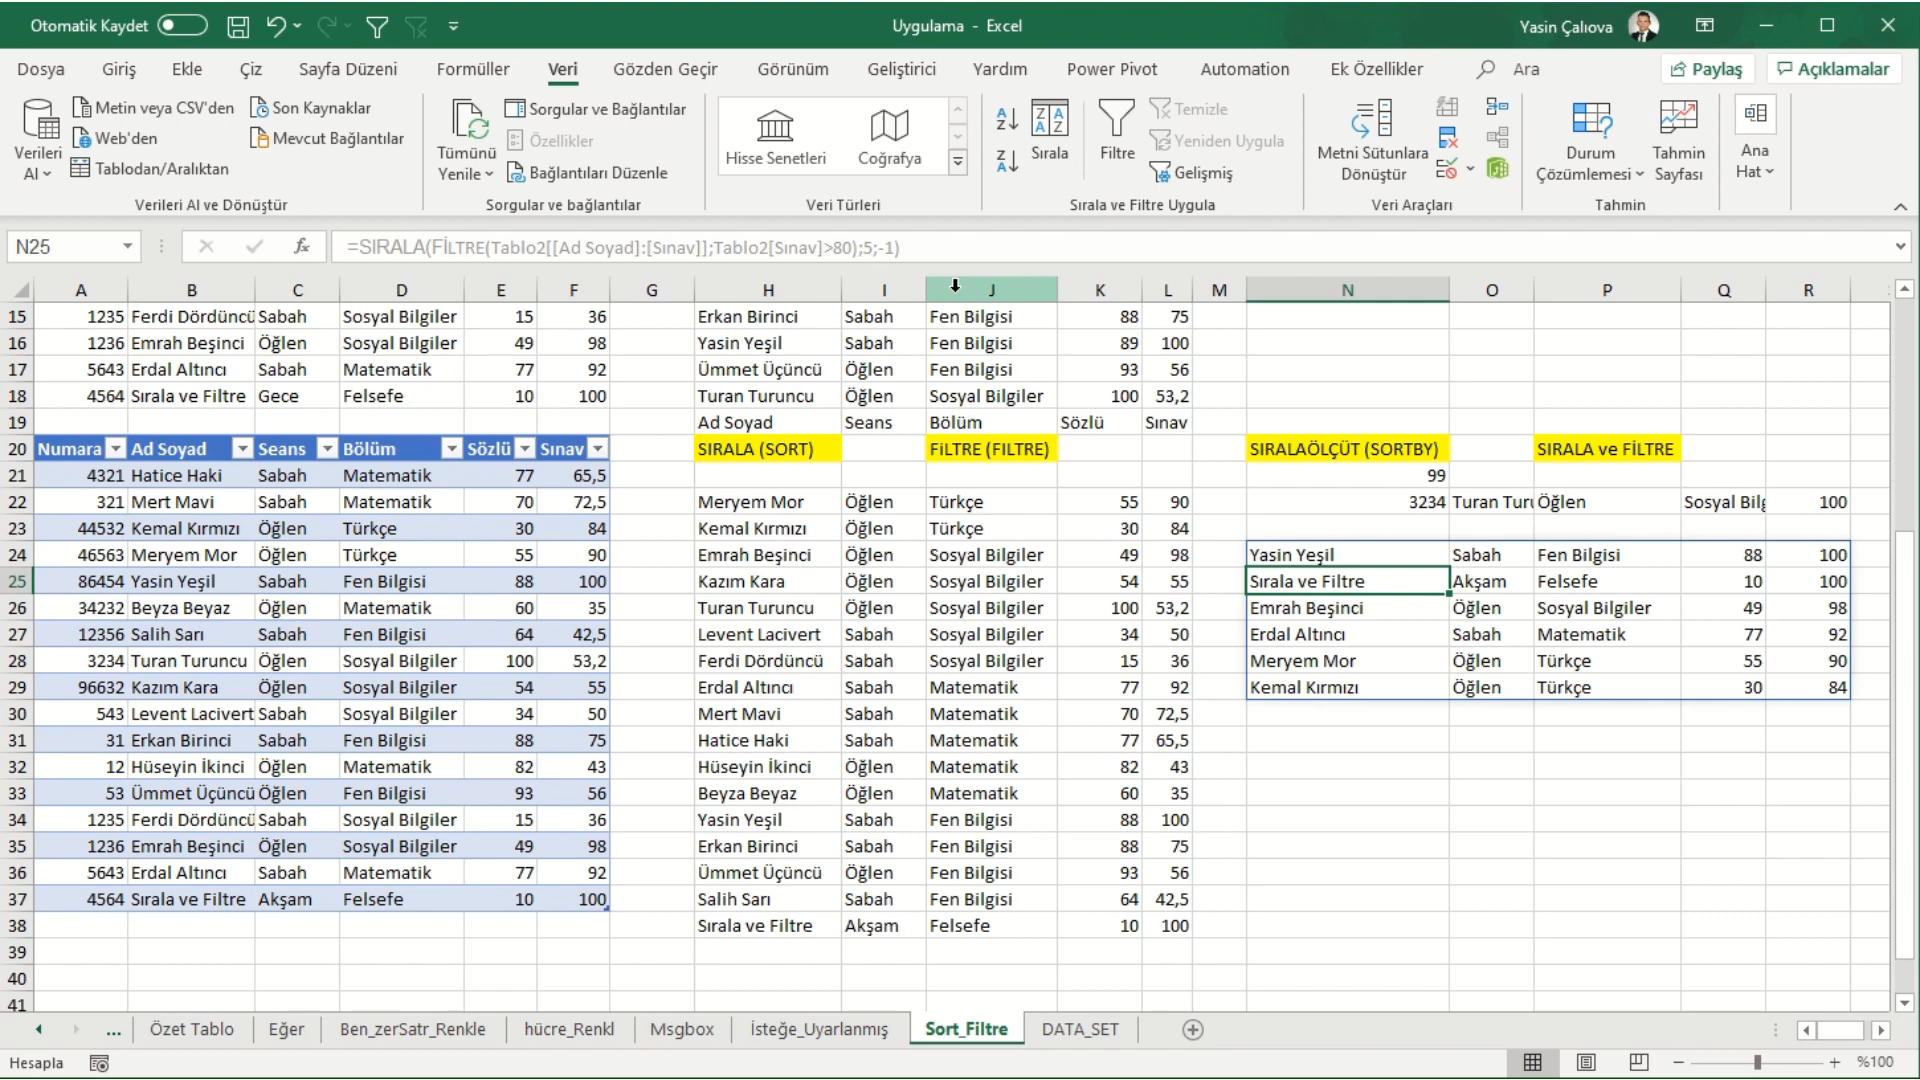 Otomatik Kaydet
Uygulama - Excel
Yasin Çalıova
Dosya Giriş Ekle Çiz Sayfa Düzeni Formüller Veri Gözden Geçir Görünüm Geliştirici Yardım Power Pivot Automation Ek Özellikler Ara Paylaş Açıklamalar
Verileri Al
Metin veya CSV'den
Web'den
Tablodan/Aralıktan
Son Kaynaklar
Mevcut Bağlantılar
Verileri Al ve Dönüştür
Tümünü Yenile
Sorgular ve Bağlantılar
Özellikler
Bağlantıları Düzenle
Sorgular ve bağlantılar
Hisse Senetleri
Coğrafya
Veri Türleri
Sırala
Filtre
Temizle
Yeniden Uygula
Gelişmiş
Sırala ve Filtre Uygula
Metni Sütunlara Dönüştür
Veri Araçları
Durum Çözümlemesi
Tahmin Sayfası
Tahmin
Ana Hat
N25
fx
=SIRALA(FİLTRE(Tablo2[[Ad Soyad]:[Sınav]];Tablo2[Sınav]>80);5;-1)
A B C D E F G H I J K L M N O P Q R
15 1235 Ferdi Dördüncü Sabah Sosyal Bilgiler 15 36 Erkan Birinci Sabah Fen Bilgisi 88 75
16 1236 Emrah Beşinci Öğlen Sosyal Bilgiler 49 98 Yasin Yeşil Sabah Fen Bilgisi 89 100
17 5643 Erdal Altıncı Sabah Matematik 77 92 Ümmet Üçüncü Öğlen Fen Bilgisi 93 56
18 4564 Sırala ve Filtre Gece Felsefe 10 100 Turan Turuncu Öğlen Sosyal Bilgiler 100 53,2
19 Ad Soyad Seans Bölüm Sözlü Sınav
20 Numara Ad Soyad Seans Bölüm Sözlü Sınav SIRALA (SORT) FiLTRE (FILTRE) SIRALAÖLÇÜT (SORTBY) SIRALA ve FİLTRE
21 4321 Hatice Haki Sabah Matematik 77 65,5 99
22 321 Mert Mavi Sabah Matematik 70 72,5 Meryem Mor Öğlen Türkçe 55 90 3234 Turan Turu Öğlen Sosyal Bilg 100
23 44532 Kemal Kırmızı Öğlen Türkçe 30 84 Kemal Kırmızı Öğlen Türkçe 30 84
24 46563 Meryem Mor Öğlen Türkçe 55 90 Emrah Beşinci Öğlen Sosyal Bilgiler 49 98 Yasin Yeşil Sabah Fen Bilgisi 88 100
25 86454 Yasin Yeşil Sabah Fen Bilgisi 88 100 Kazım Kara Öğlen Sosyal Bilgiler 54 55 Sırala ve Filtre Akşam Felsefe 10 100
26 34232 Beyza Beyaz Öğlen Matematik 60 35 Turan Turuncu Öğlen Sosyal Bilgiler 100 53,2 Emrah Beşinci Öğlen Sosyal Bilgiler 49 98
27 12356 Salih Sarı Sabah Fen Bilgisi 64 42,5 Levent Lacivert Sabah Sosyal Bilgiler 34 50 Erdal Altıncı Sabah Matematik 77 92
28 3234 Turan Turuncu Öğlen Sosyal Bilgiler 100 53,2 Ferdi Dördüncü Sabah Sosyal Bilgiler 15 36 Meryem Mor Öğlen Türkçe 55 90
29 96632 Kazım Kara Öğlen Sosyal Bilgiler 54 55 Erdal Altıncı Sabah Matematik 77 92 Kemal Kırmızı Öğlen Türkçe 30 84
30 543 Levent Lacivert Sabah Sosyal Bilgiler 34 50 Mert Mavi Sabah Matematik 70 72,5
31 31 Erkan Birinci Sabah Fen Bilgisi 88 75 Hatice Haki Sabah Matematik 77 65,5
32 12 Hüseyin İkinci Öğlen Matematik 82 43 Hüseyin İkinci Öğlen Matematik 82 43
33 53 Ümmet Üçüncü Öğlen Fen Bilgisi 93 56 Beyza Beyaz Öğlen Matematik 60 35
34 1235 Ferdi Dördüncü Sabah Sosyal Bilgiler 15 36 Yasin Yeşil Sabah Fen Bilgisi 88 100
35 1236 Emrah Beşinci Öğlen Sosyal Bilgiler 49 98 Erkan Birinci Sabah Fen Bilgisi 88 75
36 5643 Erdal Altıncı Sabah Matematik 77 92 Ümmet Üçüncü Öğlen Fen Bilgisi 93 56
37 4564 Sırala ve Filtre Akşam Felsefe 10 100 Salih Sarı Sabah Fen Bilgisi 64 42,5
38 Sırala ve Filtre Akşam Felsefe 10 100
39
40
41
... Özet Tablo Eğer Ben_zerSatr_Renkle hücre_Renkl Msgbox İsteğe_Uyarlanmış Sort_Filtre DATA_SET
Hesapla
%100